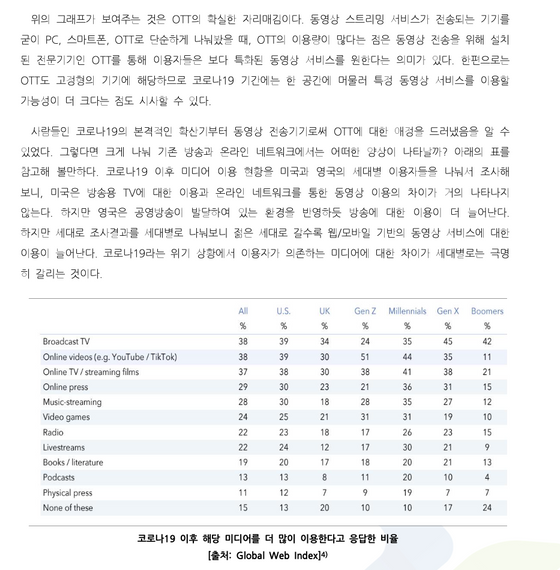 위의 그래프가 보여주는 것은 OTT의 확실한 자리매김이다. 동영상 스트리밍 서비스가 전송되는 기기를
굳이 PC, 스마트폰, OTT로 단순하게 나눠봤을 때, OTT의 이용량이 많다는 점은 동영상 전송을 위해 설치
된 전문기기인 OTT를 통해 이용자들은 보다 특화된 동영상 서비스를 원한다는 의미가 있다. 한편으로는
OTT도 고정형의 기기에 해당하므로 코로나19 기간에는 한 공간에 머물러 특정 동영상 서비스를 이용할
가능성이 더 크다는 점도 시사할 수 있다.
사람들인 코로나19의 본격적인 확산기부터 동영상 전송기기로써 OTT에 대한 애정을 드러냈음을 알 수
있었다. 그렇다면 크게 나눠 기존 방송과 온라인 네트워크에서는 어떠한 양상이 나타날까? 아래의 표를
참고해 볼만하다. 코로나19 이후 미디어 이용 현황을 미국과 영국의 세대별 이용자들을 나눠서 조사해
보니, 미국은 방송용 TV에 대한 이용과 온라인 네트워크를 통한 동영상 이용의 차이가 거의 나타나지
않는다. 하지만 영국은 공영방송이 발달하여 있는 환경을 반영하듯 방송에 대한 이용이 더 늘어난다.
하지만 세대로 조사결과를 세대별로 나눠보니 젊은 세대로 갈수록 웹/모바일 기반의 동영상 서비스에 대한
이용이 늘어난다. 코로나19라는 위기 상황에서 이용자가 의존하는 미디어에 대한 차이가 세대별로는 극명
히 갈리는 것이다.
All U.S. UK Gen Z Millennials Gen X Boomers
% % % % % % %
Broadcast TV 38 39 34 24 35 45 42
Online videos (e.g. YouTube / TikTok) 38 39 30 51 44 35 11
Online TV / streaming films 37 38 30 38 41 38 21
Online press 29 30 23 21 36 31 15
Music-streaming 28 30 18 28 35 27 12
Video games 24 25 21 31 31 19 10
Radio 22 23 18 17 26 23 15
Livestreams 22 24 12 17 30 21 9
Books / literature 19 20 17 18 20 21 13
Podcasts 13 13 8 11 20 10 4
Physical press 11 12 7 9 19 7 7
None of these 15 13 20 10 10 17 24
코로나19 이후 해당 미디어를 더 많이 이용한다고 응답한 비율
[출처: Global Web Index]4)